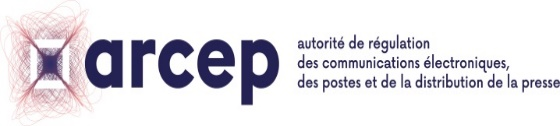 arcep
autorité de régulation
des communications électroniques,
des postes et de la distribution de la presse